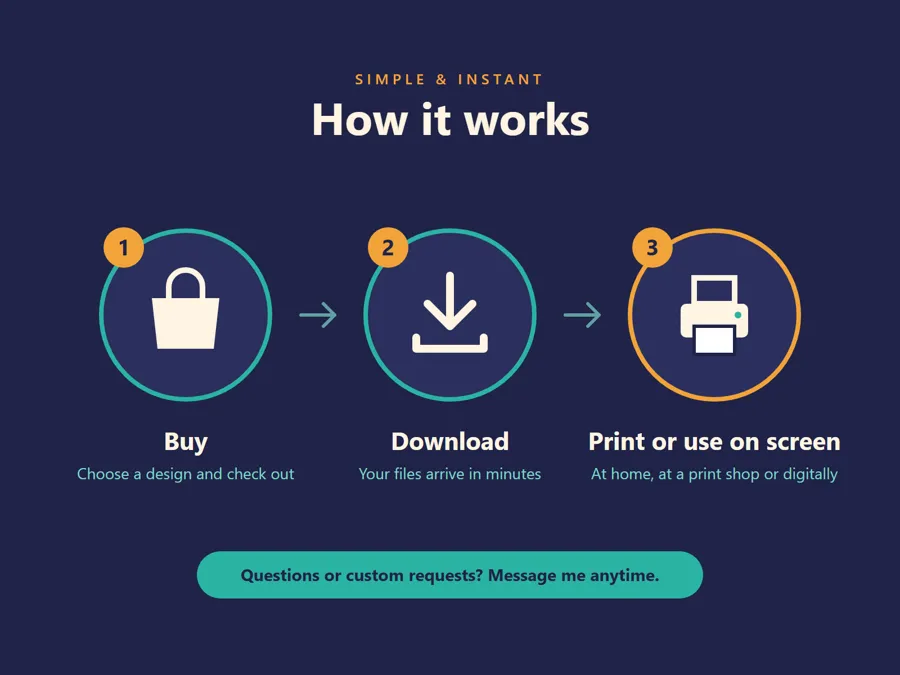 SIMPLE & INSTANT
How it works
1
2
3
Buy
Download
Print or use on screen
Choose a design and check out
Your files arrive in minutes
At home, at a print shop or digitally
Questions or custom requests? Message me anytime.